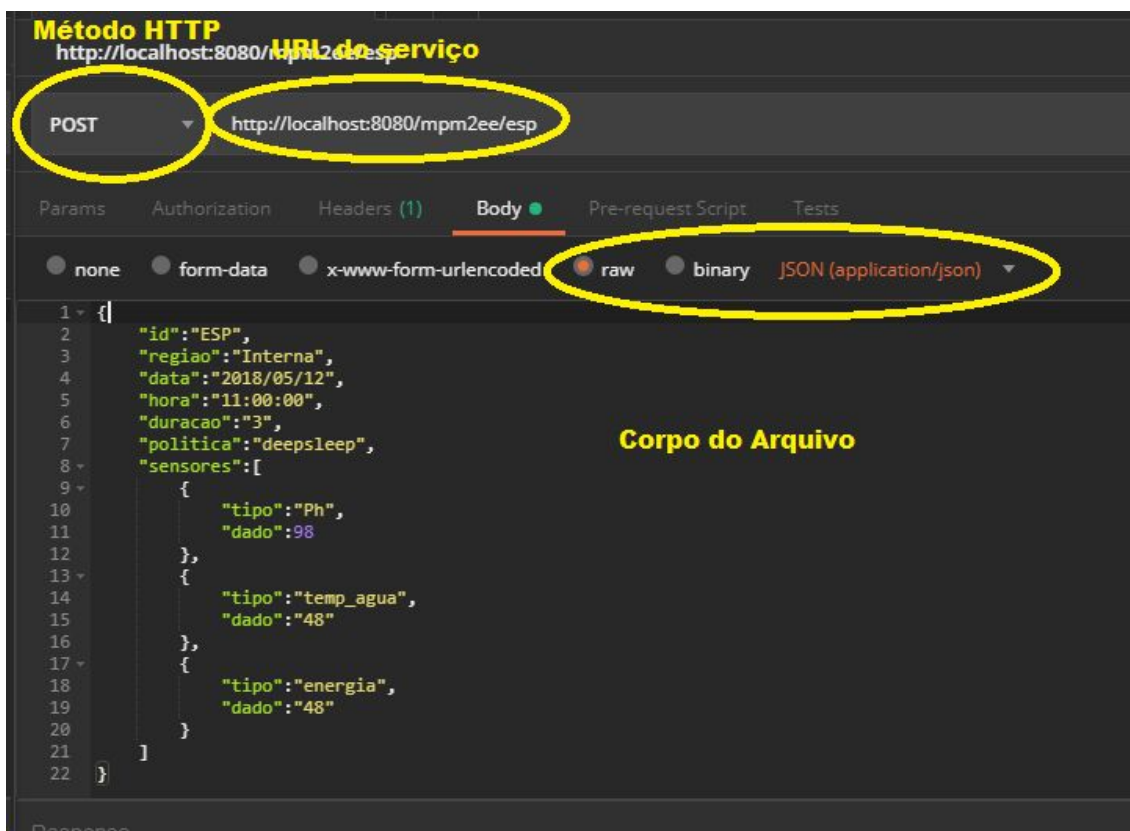 Método HTTP
http://localhost:8080/mpm2ee/esp
URL do serviço
POST http://localhost:8080/mpm2ee/esp
Params Authorization Headers (1) Body Pre-request Script Tests
none form-data x-www-form-urlencoded raw binary JSON (application/json)
1 {
2 "id":"ESP",
3 "regiao":"Interna",
4 "data":"2018/05/12",
5 "hora":"11:00:00",
6 "duracao":"3",
7 "politica":"deepsleep",
Corpo do Arquivo
8 "sensores":[
9 {
10 "tipo":"Ph",
11 "dado":98
12 },
13 {
14 "tipo":"temp_agua",
15 "dado":"48"
16 },
17 {
18 "tipo":"energia",
19 "dado":"48"
20 }
21 ]
22 }